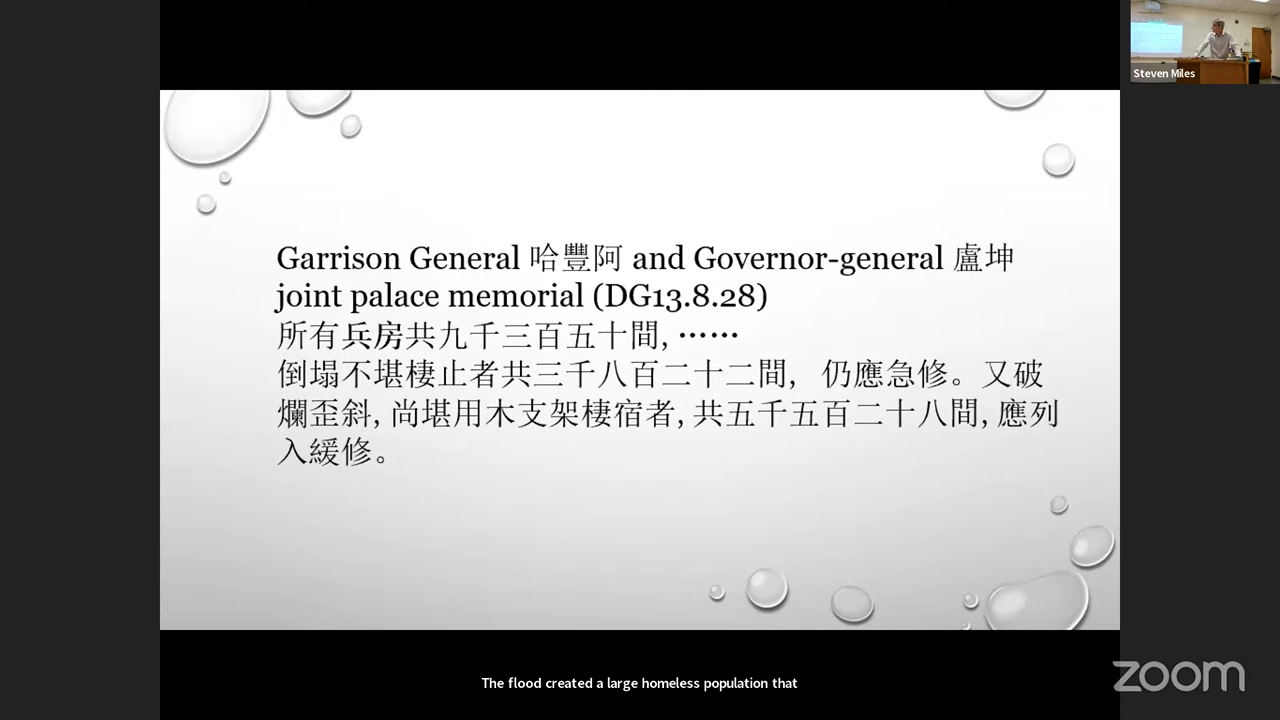 Steven Miles
Garrison General 哈豐阿 and Governor-general 盧坤
joint palace memorial (DG13.8.28)
所有兵房共九千三百五十間, ……
倒塌不堪棲止者共三千八百二十二間, 仍應急修。又破
爛歪斜, 尚堪用木支架棲宿者, 共五千五百二十八間, 應列
入緩修。
The flood created a large homeless population that
zoom